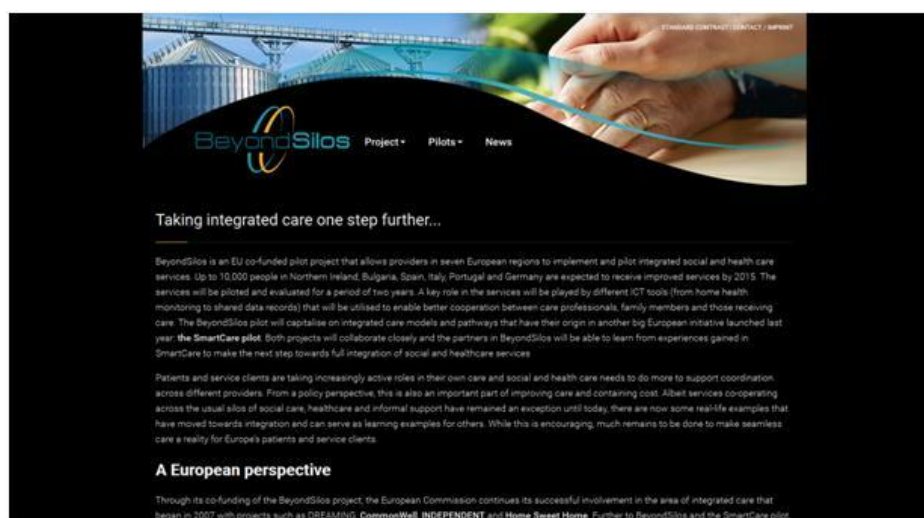 STANDARD CONTRAST / CONTACT / IMPRINT
BeyondSilos
Project Pilots News
Taking integrated care one step further...
BeyondSilos is an EU co-funded pilot project that allows providers in seven European regions to implement and pilot integrated social and health care
services. Up to 10,000 people in Northern Ireland, Bulgaria, Spain, Italy, Portugal and Germany are expected to receive improved services by 2015. The
services will be piloted and evaluated for a period of two years. A key role in the services will be played by different ICT tools (from home health
monitoring to shared data records) that will be utilised to enable better cooperation between care professionals, family members and those receiving
care. The BeyondSilos pilot will capitalise on integrated care models and pathways that have their origin in another big European initiative launched last
year: the SmartCare pilot. Both projects will collaborate closely and the partners in BeyondSilos will be able to learn from experiences gained in
SmartCare to make the next step towards full integration of social and healthcare services
Patients and service clients are taking increasingly active roles in their own care and social and health care needs to do more to support coordination
across different providers. From a policy perspective, this is also an important part of improving care and containing cost. Albeit services co-operating
across the usual silos of social care, healthcare and informal support have remained an exception until today, there are now some real-life examples that
have moved towards integration and can serve as learning examples for others. While this is encouraging, much remains to be done to make seamless
care a reality for Europe's patients and service clients.
A European perspective
Through its co-funding of the BeyondSilos project, the European Commission continues its successful involvement in the area of integrated care that
began in 2007 with projects such as DREAMING, CommonWell, INDEPENDENT and Home Sweet Home. Further to BeyondSilos and the SmartCare pilot